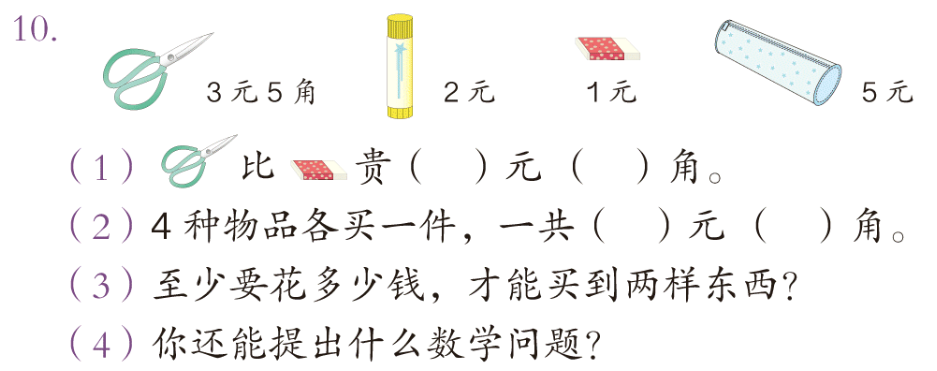 10.
3元5角 2元 1元 5元
(1) 比 贵( )元( )角。
(2)4种物品各买一件，一共( )元( )角。
(3)至少要花多少钱，才能买到两样东西？
(4)你还能提出什么数学问题？